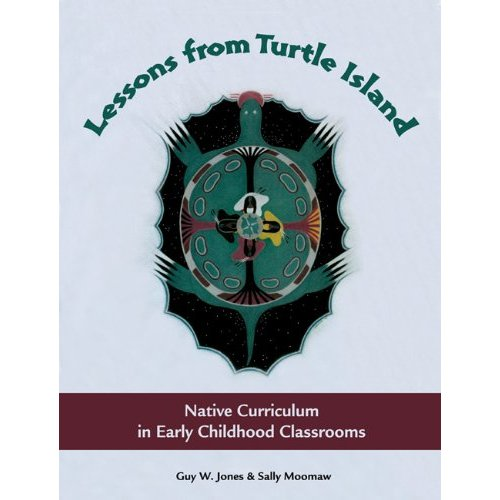 Lessons from Turtle Island
Native Curriculum
in Early Childhood Classrooms
Guy W. Jones & Sally Moomaw